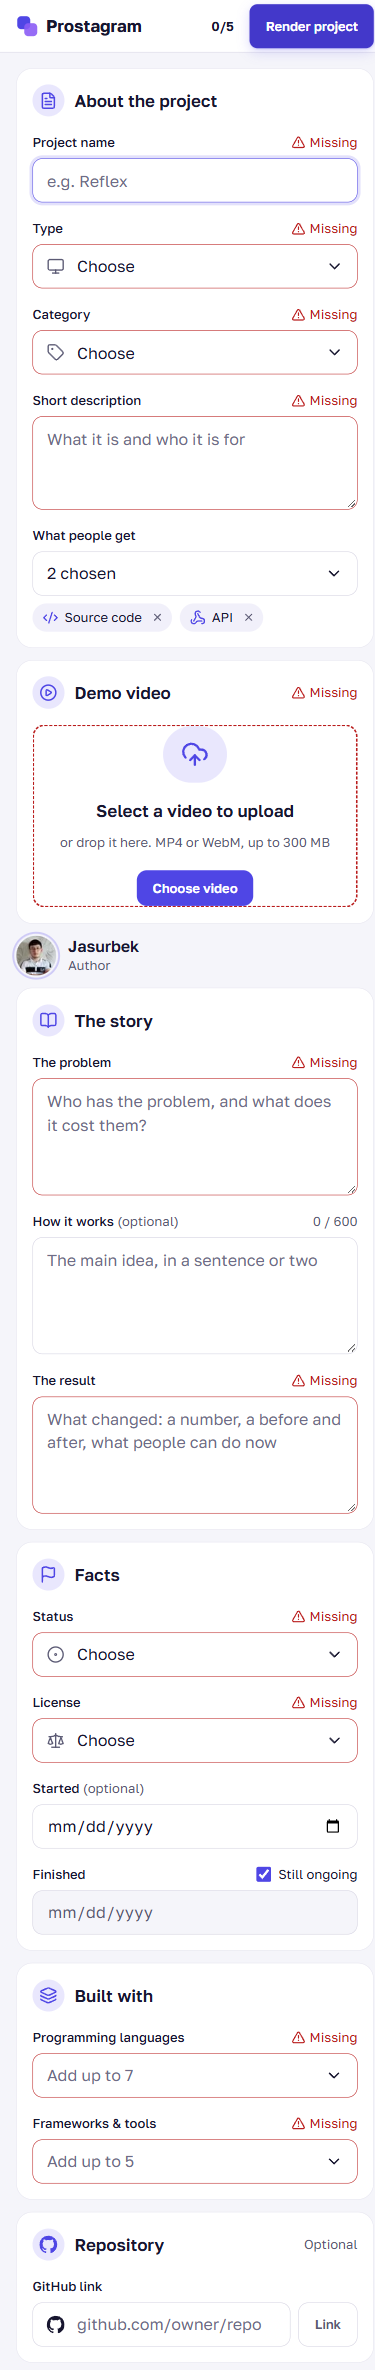 Prostagram 0/5 Render project
About the project
Project name Missing
e.g. Reflex
Type Missing
Choose
Category Missing
Choose
Short description Missing
What it is and who it is for
What people get
2 chosen
Source code × API ×
Demo video Missing
Select a video to upload
or drop it here. MP4 or WebM, up to 300 MB
Choose video
Jasurbek
Author
The story
The problem Missing
Who has the problem, and what does
it cost them?
How it works (optional) 0 / 600
The main idea, in a sentence or two
The result Missing
What changed: a number, a before and
after, what people can do now
Facts
Status Missing
Choose
License Missing
Choose
Started (optional)
mm/dd/yyyy
Finished Still ongoing
mm/dd/yyyy
Built with
Programming languages Missing
Add up to 7
Frameworks & tools Missing
Add up to 5
Repository Optional
GitHub link
github.com/owner/repo Link